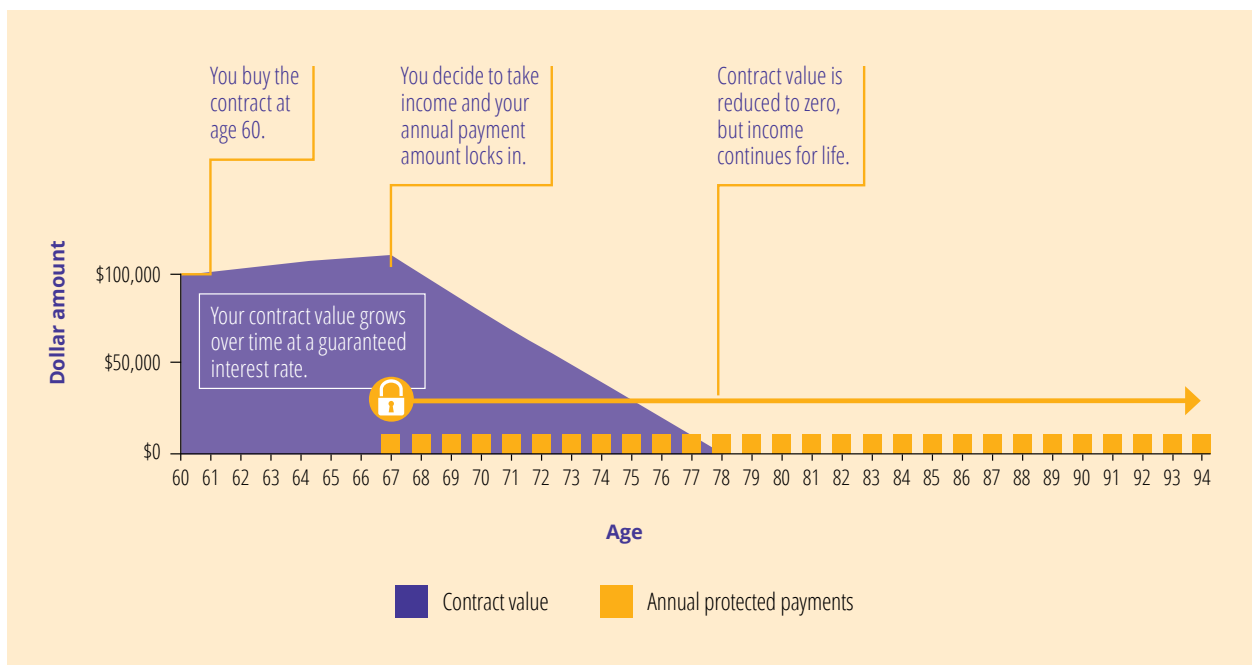 You buy the
contract at
age 60.
You decide to take
income and your
annual payment
amount locks in.
Contract value is
reduced to zero,
but income
continues for life.
Dollar amount
$100,000
$50,000
$0
Your contract value grows
over time at a guaranteed
interest rate.
60 61 62 63 64 65 66 67 68 69 70 71 72 73 74 75 76 77 78 79 80 81 82 83 84 85 86 87 88 89 90 91 92 93 94
Age
Contract value
Annual protected payments